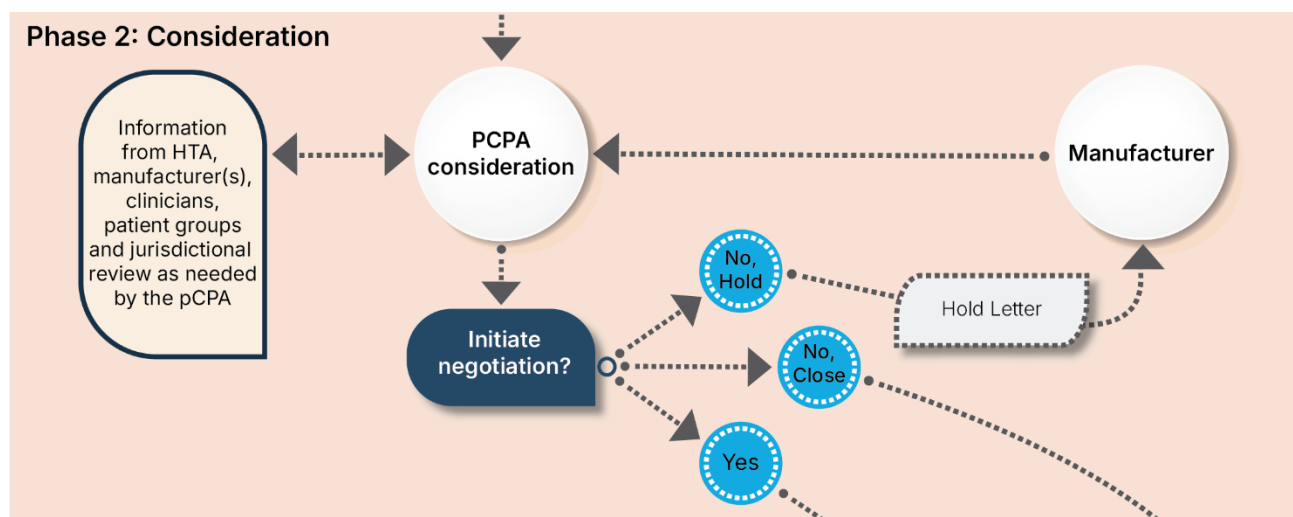 Phase 2: Consideration
Information
from HTA,
manufacturer(s),
clinicians,
patient groups
and jurisdictional
review as needed
by the pCPA
PCPA
consideration
Manufacturer
No,
Hold
Hold Letter
Initiate
negotiation?
No,
Close
Yes